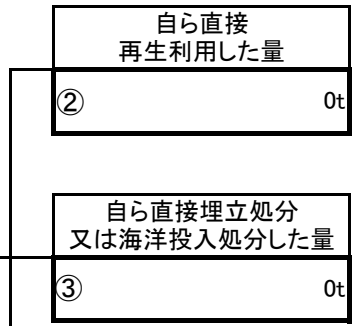 自ら直接
再生利用した量
② 0t
自ら直接埋立処分
又は海洋投入処分した量
③ 0t